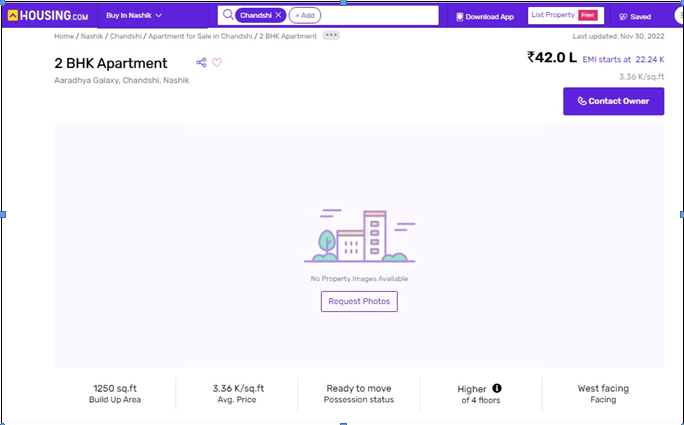 HOUSING.COM
Buy In Nashik
Chandshi
+ Add
Download App
List Property Free
Saved
Home / Nashik / Chandshi / Apartment for Sale in Chandshi / 2 BHK Apartment
Last updated: Nov 30, 2022
2 BHK Apartment
₹42.0 L EMI starts at 22.24 K
Aaradhya Galaxy, Chandshi, Nashik
3.36 K/sq.ft
Contact Owner
No Property Images Available
Request Photos
1250 sq.ft
Build Up Area
3.36 K/sq.ft
Avg. Price
Ready to move
Possession status
Higher
of 4 floors
West facing
Facing